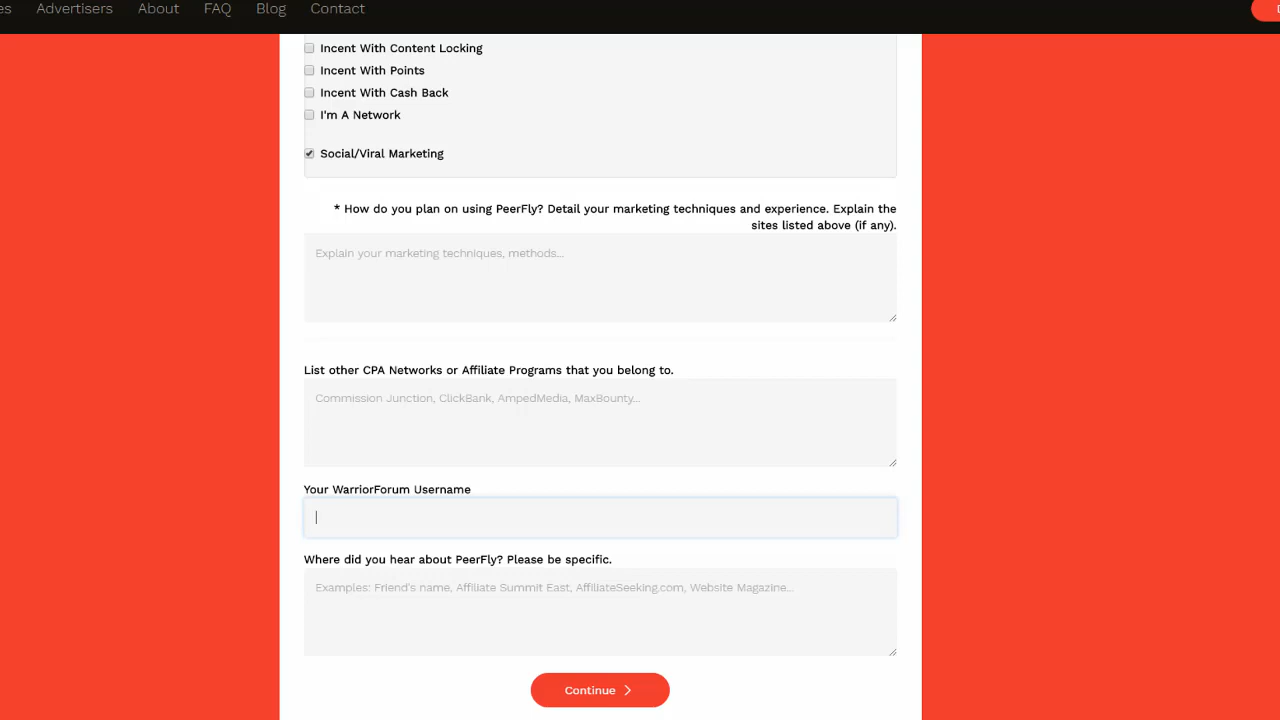 es Advertisers About FAQ Blog Contact
Incent With Content Locking
Incent With Points
Incent With Cash Back
I'm A Network
Social/Viral Marketing
* How do you plan on using PeerFly? Detail your marketing techniques and experience. Explain the
sites listed above (if any).
Explain your marketing techniques, methods...
List other CPA Networks or Affiliate Programs that you belong to.
Commission Junction, ClickBank, AmpedMedia, MaxBounty...
Your WarriorForum Username
Where did you hear about PeerFly? Please be specific.
Examples: Friend's name, Affiliate Summit East, AffiliateSeeking.com, Website Magazine...
Continue